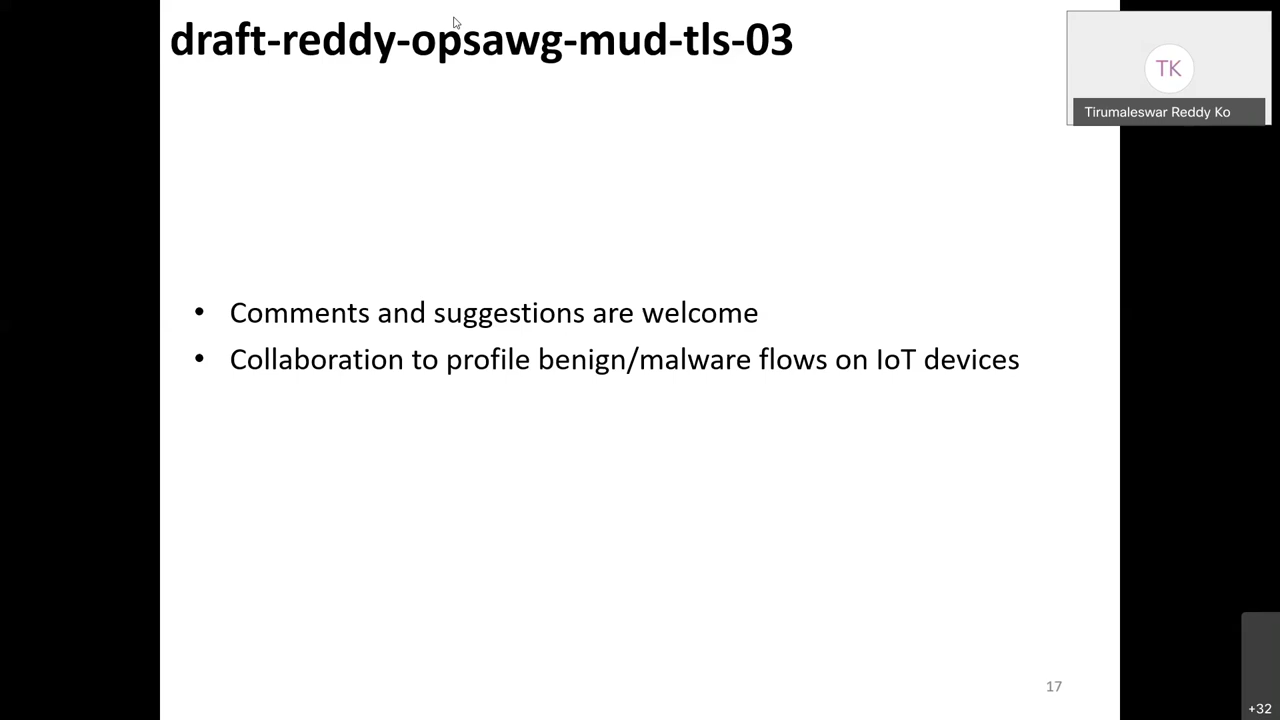 draft-reddy-opsawg-mud-tls-03
TK
Tirumaleswar Reddy Ko
• Comments and suggestions are welcome
• Collaboration to profile benign/malware flows on IoT devices
17
+32